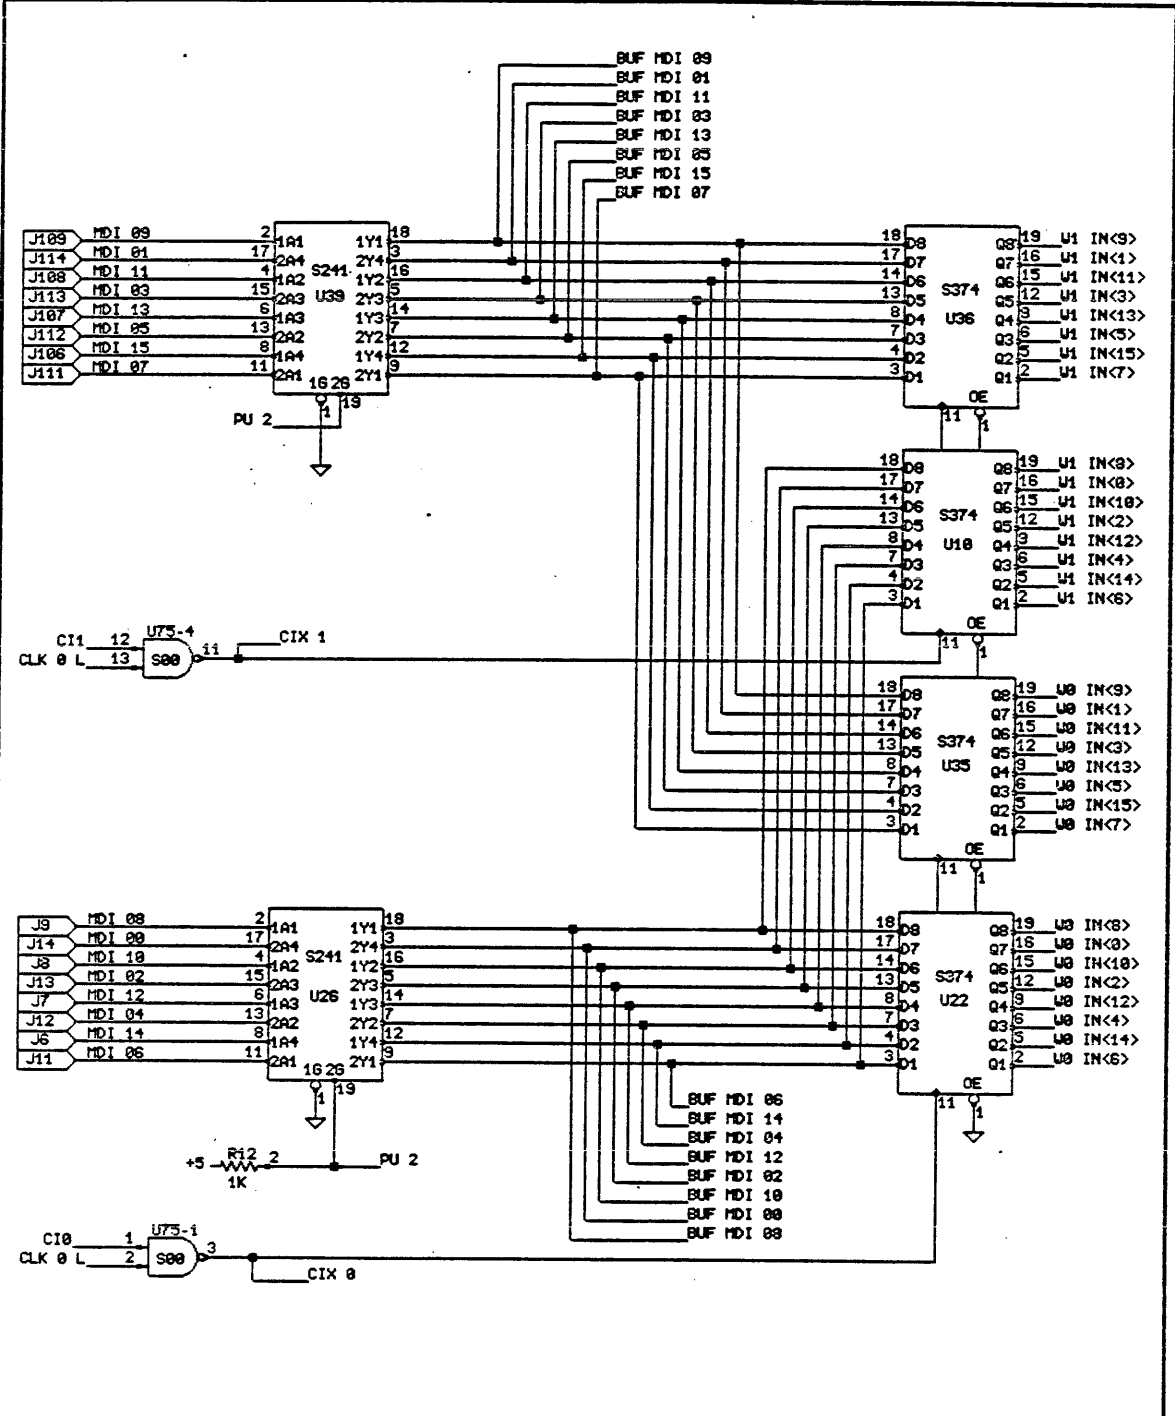 BUF MDI 09
BUF MDI 01
BUF MDI 11
BUF MDI 03
BUF MDI 13
BUF MDI 05
BUF MDI 15
BUF MDI 07
J109 MDI 09 2 1A1 1Y1 18
J114 MDI 01 17 2A4 2Y4 3
J108 MDI 11 4 1A2 1Y2 16
J113 MDI 03 15 2A3 2Y3 5
J107 MDI 13 6 1A3 1Y3 14
J112 MDI 05 13 2A2 2Y2 7
J106 MDI 15 8 1A4 1Y4 12
J111 MDI 07 11 2A1 2Y1 9
S241
U39
1G 2G
1 19
PU 2
18 D8 Q8 19 W1 IN<9>
17 D7 Q7 16 W1 IN<1>
14 D6 Q6 15 W1 IN<11>
13 D5 Q5 12 W1 IN<3>
8 D4 Q4 9 W1 IN<13>
7 D3 Q3 6 W1 IN<5>
4 D2 Q2 5 W1 IN<15>
3 D1 Q1 2 W1 IN<7>
S374
U36
OE
11 1
18 D8 Q8 19 W1 IN<8>
17 D7 Q7 16 W1 IN<0>
14 D6 Q6 15 W1 IN<10>
13 D5 Q5 12 W1 IN<2>
8 D4 Q4 9 W1 IN<12>
7 D3 Q3 6 W1 IN<4>
4 D2 Q2 5 W1 IN<14>
3 D1 Q1 2 W1 IN<6>
S374
U10
OE
11 1
U75-4
CI1 12
CLK 0 L 13
S00
11
CIX 1
18 D8 Q8 19 W0 IN<9>
17 D7 Q7 16 W0 IN<1>
14 D6 Q6 15 W0 IN<11>
13 D5 Q5 12 W0 IN<3>
8 D4 Q4 9 W0 IN<13>
7 D3 Q3 6 W0 IN<5>
4 D2 Q2 5 W0 IN<15>
3 D1 Q1 2 W0 IN<7>
S374
U35
OE
11 1
J9 MDI 08 2 1A1 1Y1 18
J14 MDI 00 17 2A4 2Y4 3
J8 MDI 10 4 1A2 1Y2 16
J13 MDI 02 15 2A3 2Y3 5
J7 MDI 12 6 1A3 1Y3 14
J12 MDI 04 13 2A2 2Y2 7
J6 MDI 14 8 1A4 1Y4 12
J11 MDI 06 11 2A1 2Y1 9
S241
U26
1G 2G
1 19
18 D8 Q8 19 W0 IN<8>
17 D7 Q7 16 W0 IN<0>
14 D6 Q6 15 W0 IN<10>
13 D5 Q5 12 W0 IN<2>
8 D4 Q4 9 W0 IN<12>
7 D3 Q3 6 W0 IN<4>
4 D2 Q2 5 W0 IN<14>
3 D1 Q1 2 W0 IN<6>
S374
U22
OE
11 1
BUF MDI 06
BUF MDI 14
BUF MDI 04
BUF MDI 12
BUF MDI 02
BUF MDI 10
BUF MDI 00
BUF MDI 08
+5 R12 2 PU 2
1K
U75-1
CI0 1
CLK 0 L 2
S00
3
CIX 0